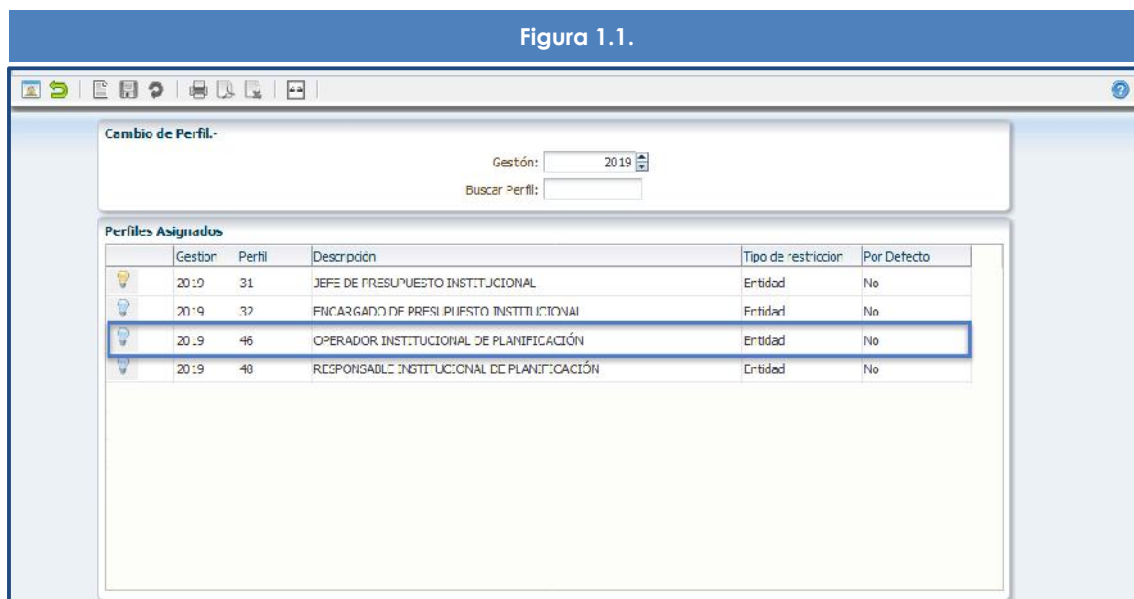 Figura 1.1.
Cambio de Perfil.-
Gestón: 2019
Buscar Perfil:
Perfiles Asignados
Gestion Perfil Descripción Tipo de restriccion Por Defecto
2019 31 JEFE DE PRESUPUESTO INSTITUCIONAL Entidad No
2019 32 ENCARGADO DE PRESUPUESTO INSTITUCIONAL Entidad No
2019 46 OPERADOR INSTITUCIONAL DE PLANIFICACIÓN Entidad No
2019 48 RESPONSABLE INSTITUCIONAL DE PLANIFICACIÓN Entidad No